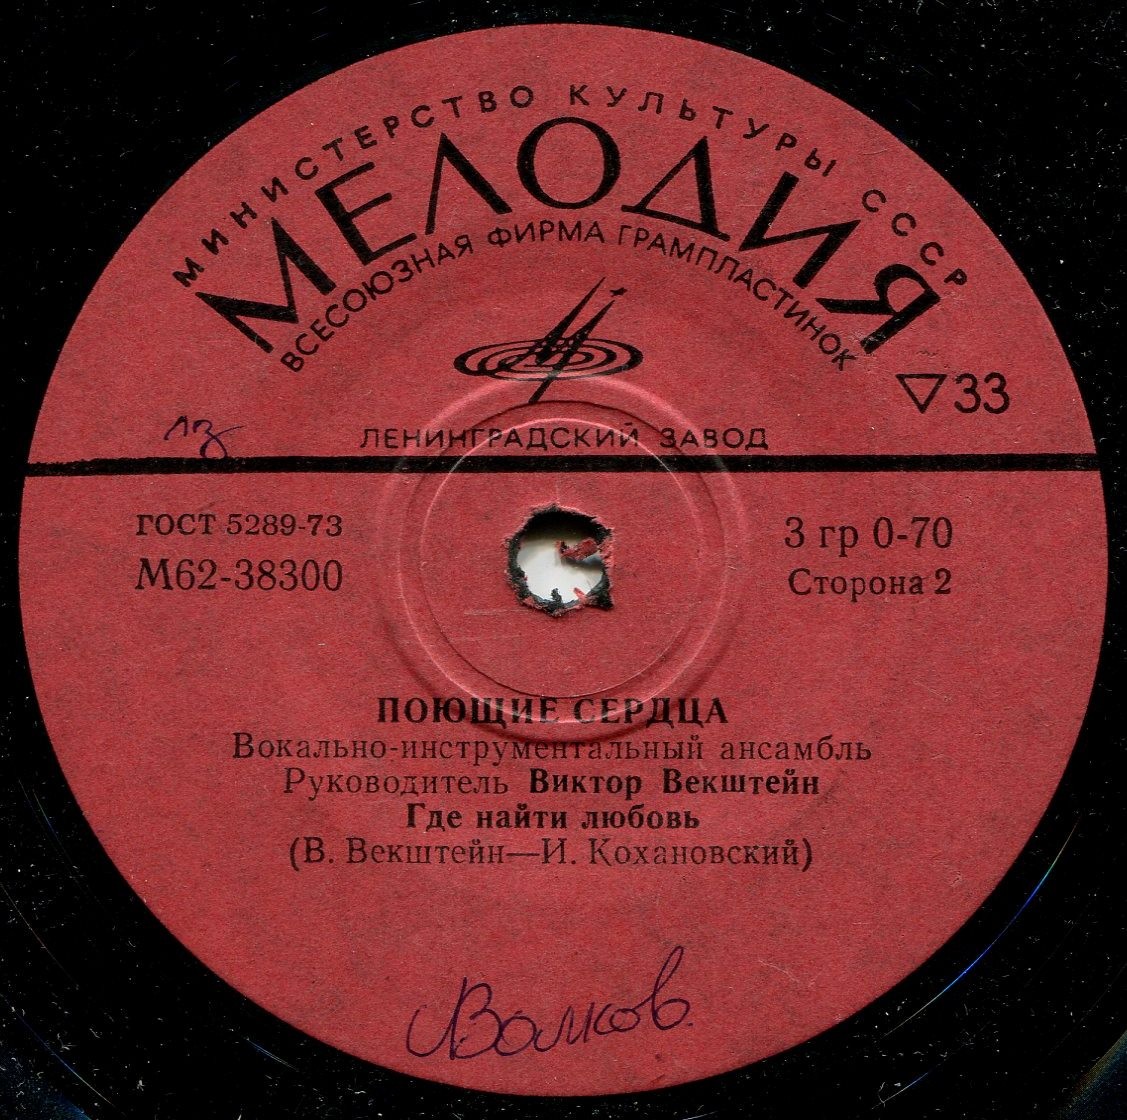 МИНИСТЕРСТВО КУЛЬТУРЫ СССР
МЕЛОДИЯ
ВСЕСОЮЗНАЯ ФИРМА ГРАМПЛАСТИНОК
▽33
ЛЕНИНГРАДСКИЙ ЗАВОД
ГОСТ 5289-73
М62-38300
3 гр 0-70
Сторона 2
ПОЮЩИЕ СЕРДЦА
Вокально-инструментальный ансамбль
Руководитель Виктор Векштейн
Где найти любовь
(В. Векштейн—И. Кохановский)
Волков